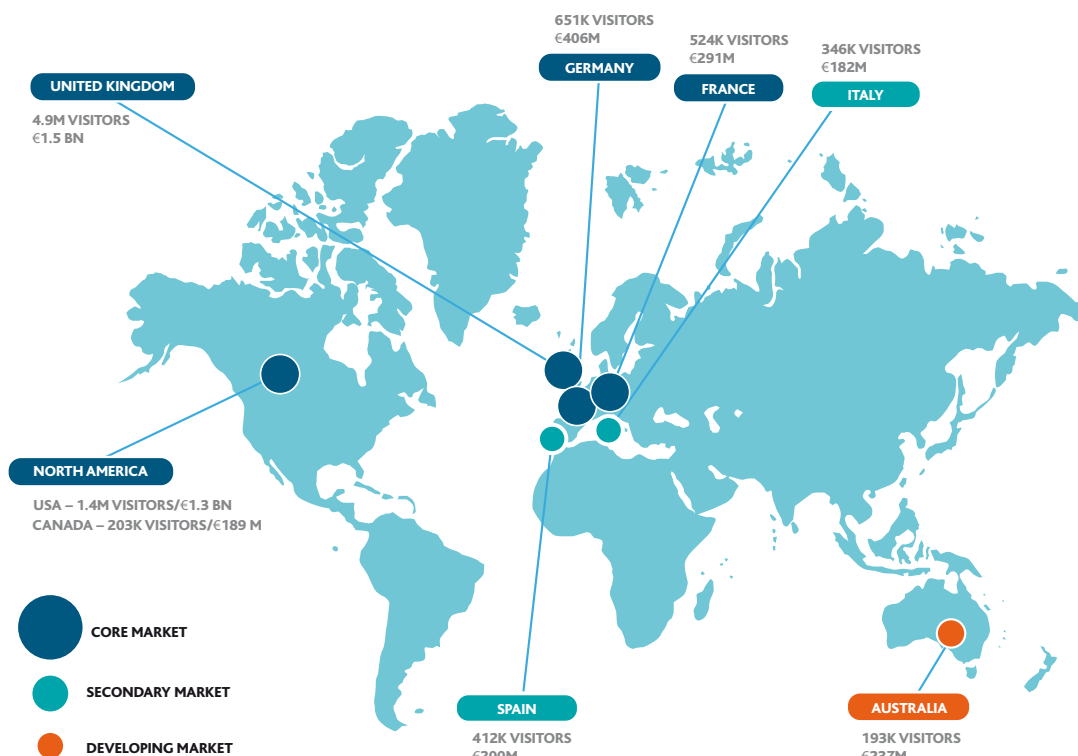 651K VISITORS
€406M
GERMANY
524K VISITORS
€291M
FRANCE
346K VISITORS
€182M
ITALY
UNITED KINGDOM
4.9M VISITORS
€1.5 BN
NORTH AMERICA
USA – 1.4M VISITORS/€1.3 BN
CANADA – 203K VISITORS/€189 M
CORE MARKET
SECONDARY MARKET
DEVELOPING MARKET
SPAIN
412K VISITORS
AUSTRALIA
193K VISITORS
€237M